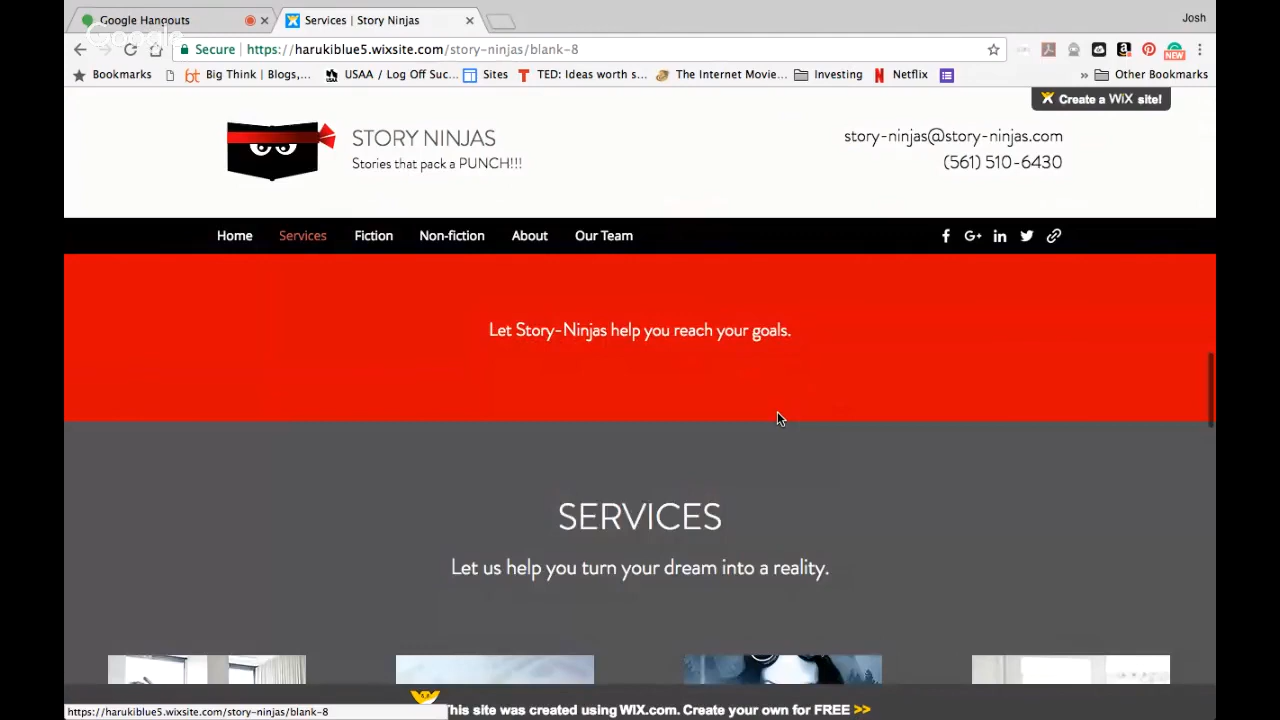 Google Hangouts
Services | Story Ninjas
Josh
Google
Secure
https://harukiblue5.wixsite.com/story-ninjas/blank-8
NEW
Bookmarks
Big Think | Blogs,...
USAA / Log Off Suc...
Sites
TED: Ideas worth s...
The Internet Movie...
Investing
Netflix
»
Other Bookmarks
Create a WiX site!
STORY NINJAS
Stories that pack a PUNCH!!!
story-ninjas@story-ninjas.com
(561) 510-6430
Home
Services
Fiction
Non-fiction
About
Our Team
Let Story-Ninjas help you reach your goals.
SERVICES
Let us help you turn your dream into a reality.
https://harukiblue5.wixsite.com/story-ninjas/blank-8
This site was created using WIX.com. Create your own for FREE >>